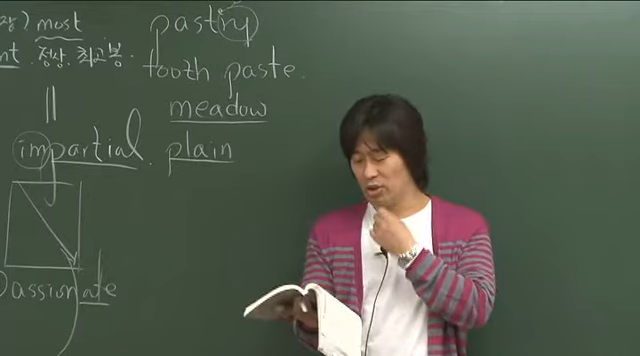 most
pastry
정상. 최고봉.
tooth paste.
meadow
impartial.
plain
passionate